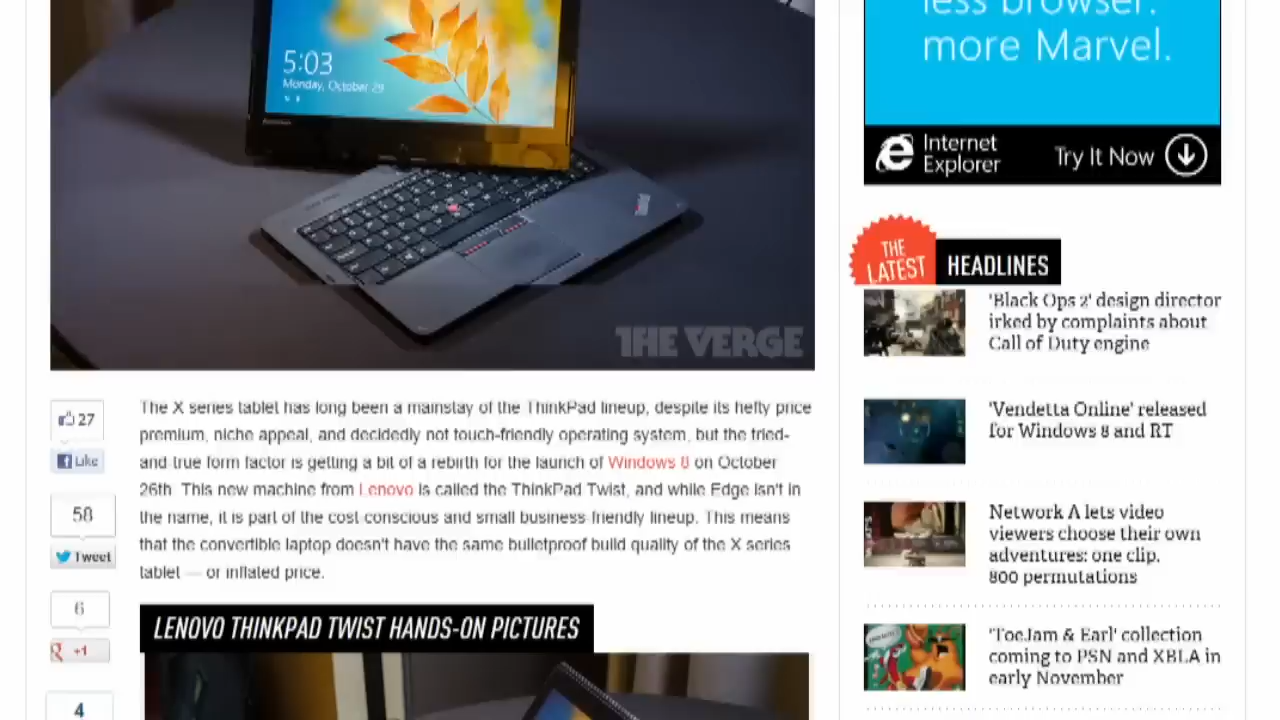 less browser.
more Marvel.
5:03
Monday, October 29
Internet
Explorer
Try It Now
THE
LATEST
HEADLINES
THE VERGE
'Black Ops 2' design director
irked by complaints about
Call of Duty engine
'Vendetta Online' released
for Windows 8 and RT
Network A lets video
viewers choose their own
adventures: one clip,
800 permutations
'ToeJam & Earl' collection
coming to PSN and XBLA in
early November
27
Like
58
Tweet
6
+1
4
The X series tablet has long been a mainstay of the ThinkPad lineup, despite its hefty price
premium, niche appeal, and decidedly not touch-friendly operating system, but the tried-
and-true form factor is getting a bit of a rebirth for the launch of Windows 8 on October
26th. This new machine from Lenovo is called the ThinkPad Twist, and while Edge isn't in
the name, it is part of the cost-conscious and small business-friendly lineup. This means
that the convertible laptop doesn't have the same bulletproof build quality of the X series
tablet — or inflated price.
LENOVO THINKPAD TWIST HANDS-ON PICTURES